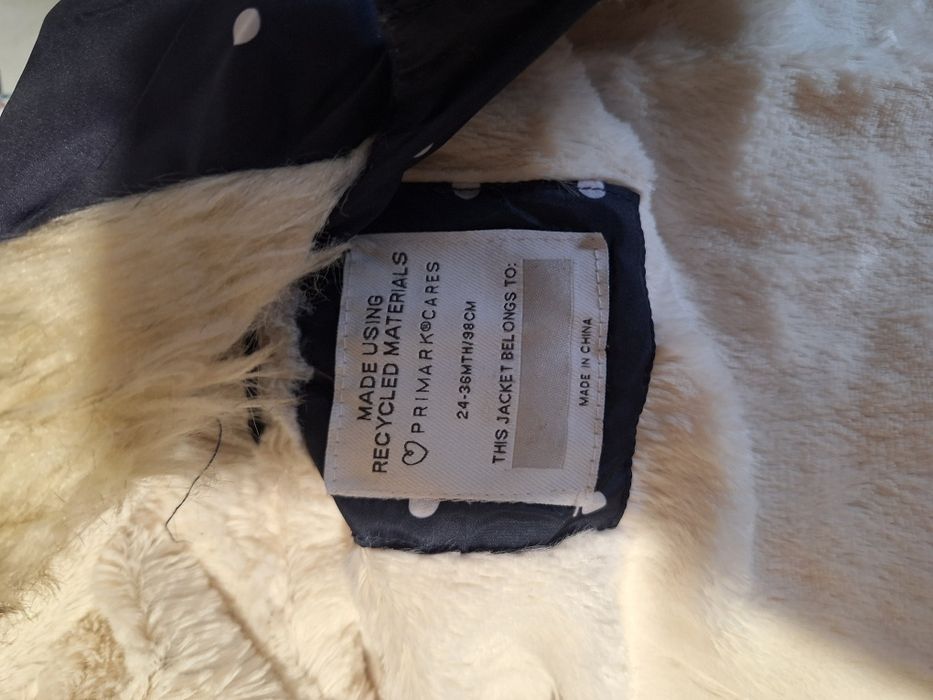 MADE USING
RECYCLED MATERIALS
PRIMARK®CARES
24-36MTH/98CM
THIS JACKET BELONGS TO:
MADE IN CHINA